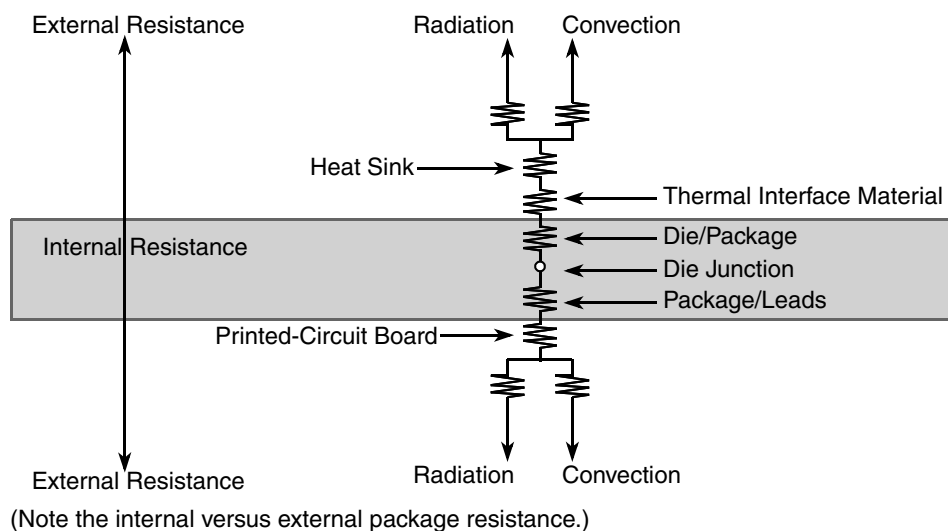 External Resistance
Radiation
Convection
Heat Sink
Thermal Interface Material
Internal Resistance
Die/Package
Die Junction
Package/Leads
Printed-Circuit Board
External Resistance
Radiation
Convection
(Note the internal versus external package resistance.)